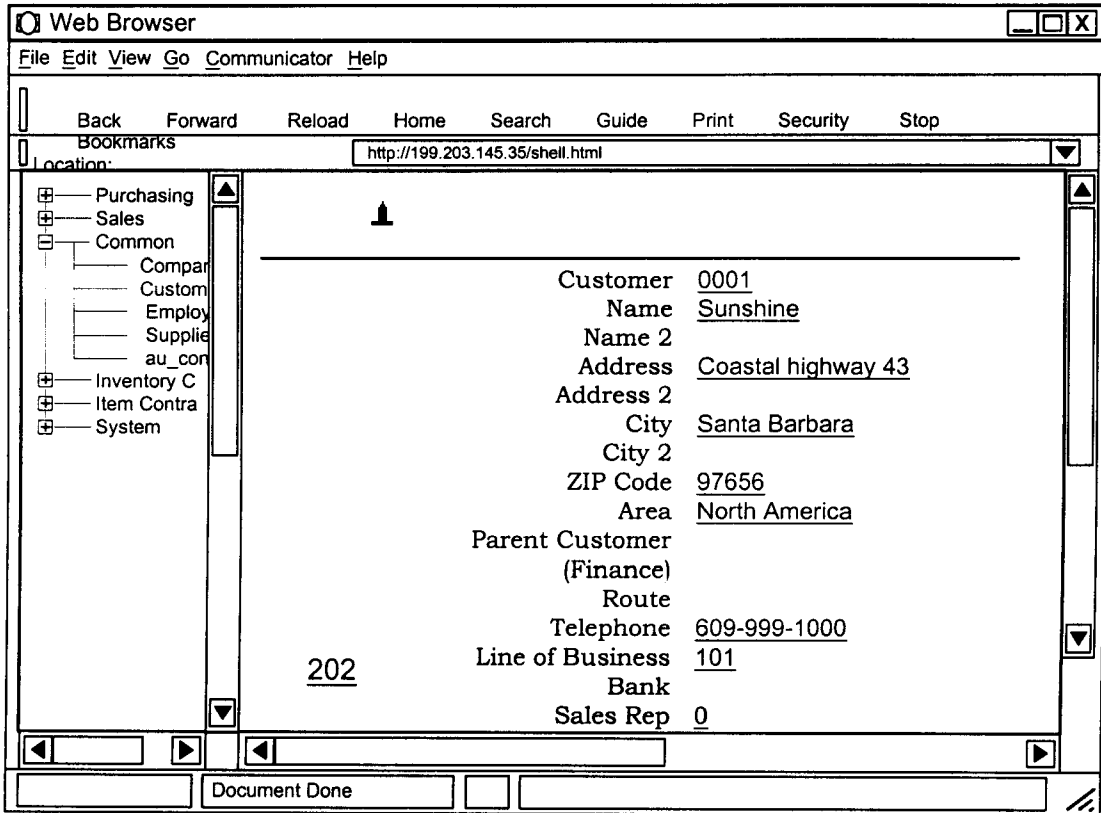 Web Browser
File Edit View Go Communicator Help
Back Forward Reload Home Search Guide Print Security Stop
Bookmarks
Location: http://199.203.145.35/shell.html
Purchasing
Sales
Common
Compar
Custom
Employ
Supplie
au_con
Inventory C
Item Contra
System
Customer 0001
Name Sunshine
Name 2
Address Coastal highway 43
Address 2
City Santa Barbara
City 2
ZIP Code 97656
Area North America
Parent Customer
(Finance)
Route
Telephone 609-999-1000
Line of Business 101
Bank
Sales Rep 0
202
Document Done